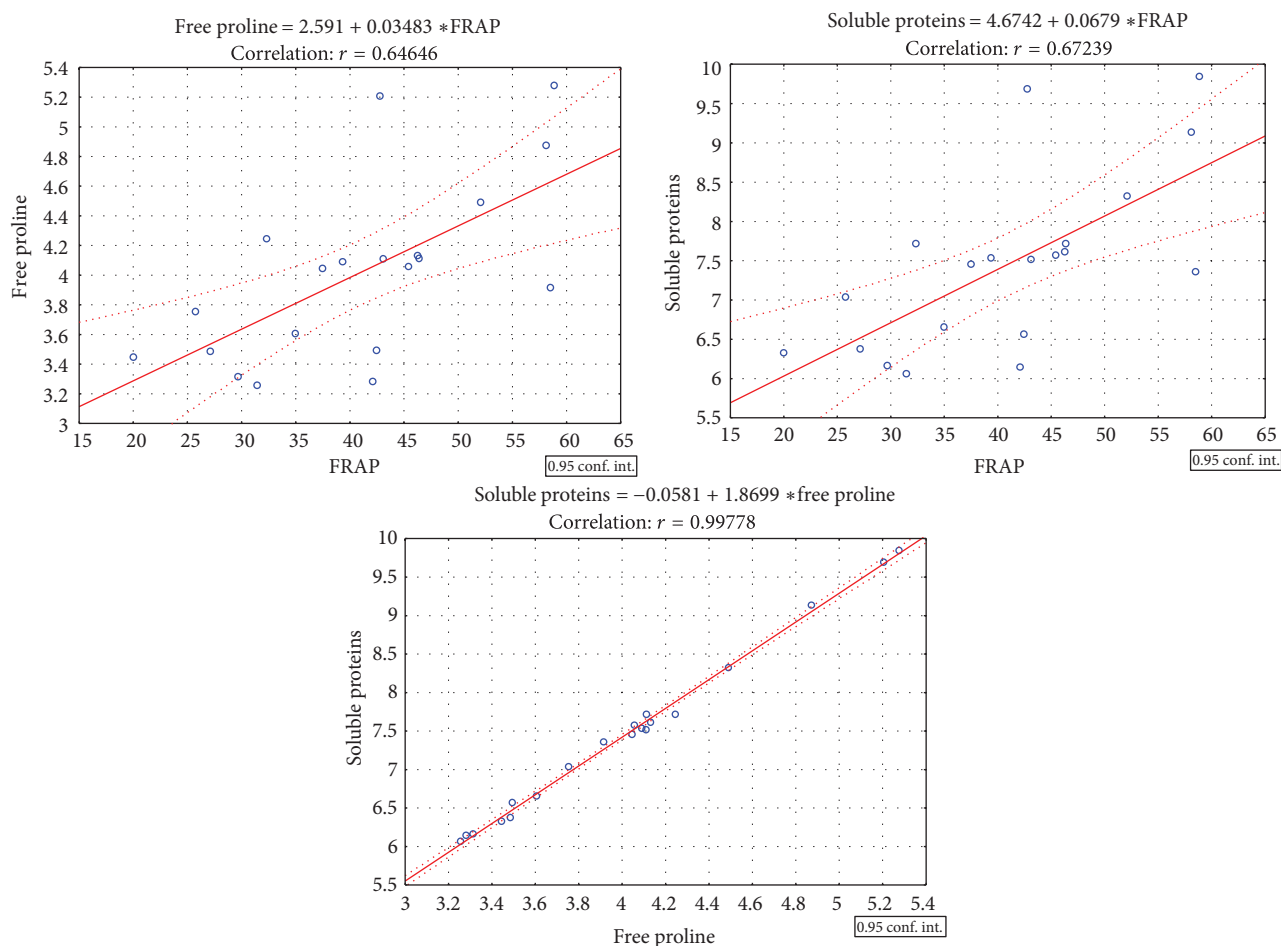 Free proline = 2.591 + 0.03483 ∗FRAP
Correlation: r = 0.64646
5.4
5.2
5
4.8
4.6
4.4
4.2
4
3.8
3.6
3.4
3.2
3
Free proline
15 20 25 30 35 40 45 50 55 60 65
FRAP
0.95 conf. int.
Soluble proteins = 4.6742 + 0.0679 ∗FRAP
Correlation: r = 0.67239
10
9.5
9
8.5
8
7.5
7
6.5
6
5.5
Soluble proteins
15 20 25 30 35 40 45 50 55 60 65
FRAP
0.95 conf. int.
Soluble proteins = −0.0581 + 1.8699 ∗free proline
Correlation: r = 0.99778
10
9.5
9
8.5
8
7.5
7
6.5
6
5.5
Soluble proteins
3 3.2 3.4 3.6 3.8 4 4.2 4.4 4.6 4.8 5 5.2 5.4
Free proline
0.95 conf. int.